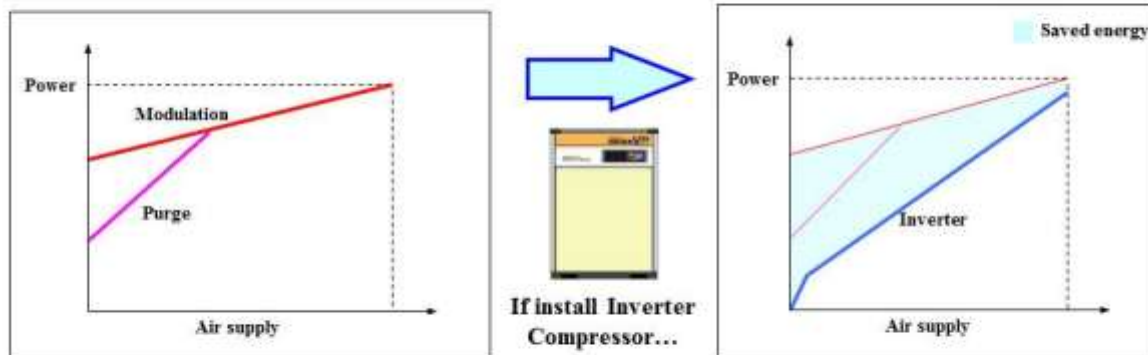 Power
Modulation
Purge
Air supply
If install Inverter
Compressor…
Saved energy
Power
Inverter
Air supply